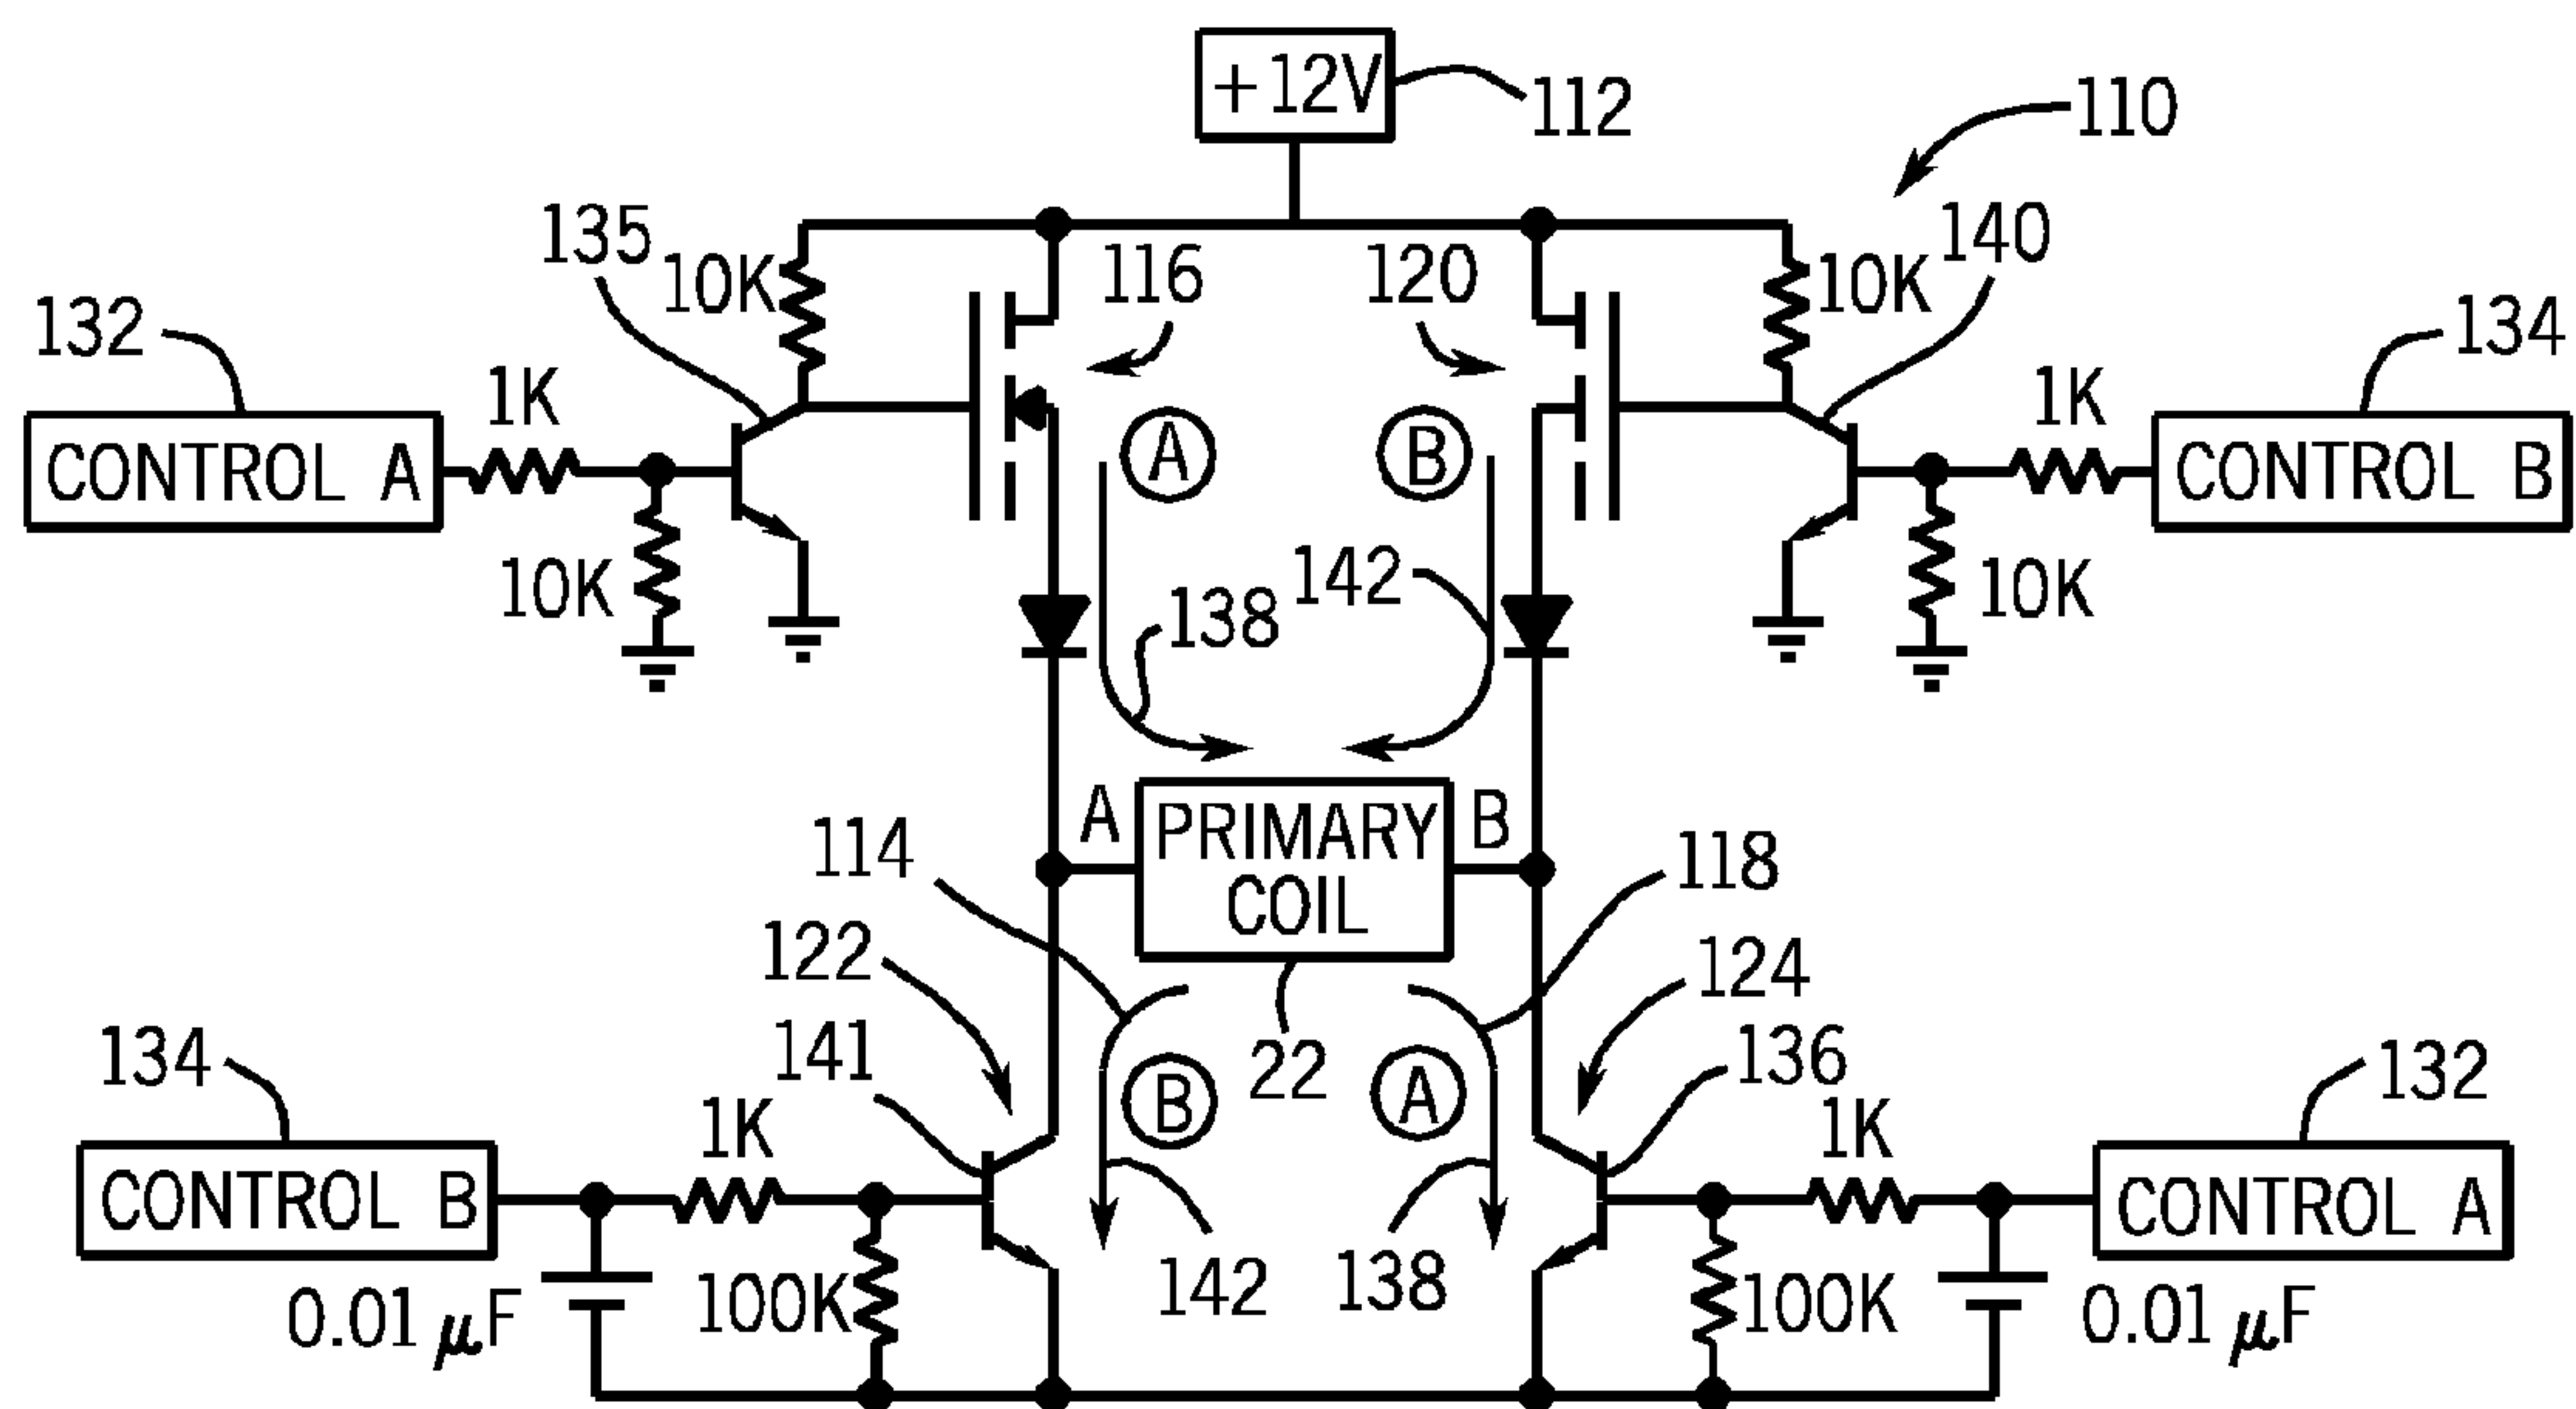 +12V
112
110
135
10K
116
120
10K
140
132
134
1K
1K
CONTROL A
A
B
CONTROL B
10K
138
142
10K
114
A
PRIMARY
COIL
B
118
122
124
134
141
22
136
132
1K
B
A
1K
CONTROL B
CONTROL A
0.01 μF
100K
142
138
100K
0.01 μF